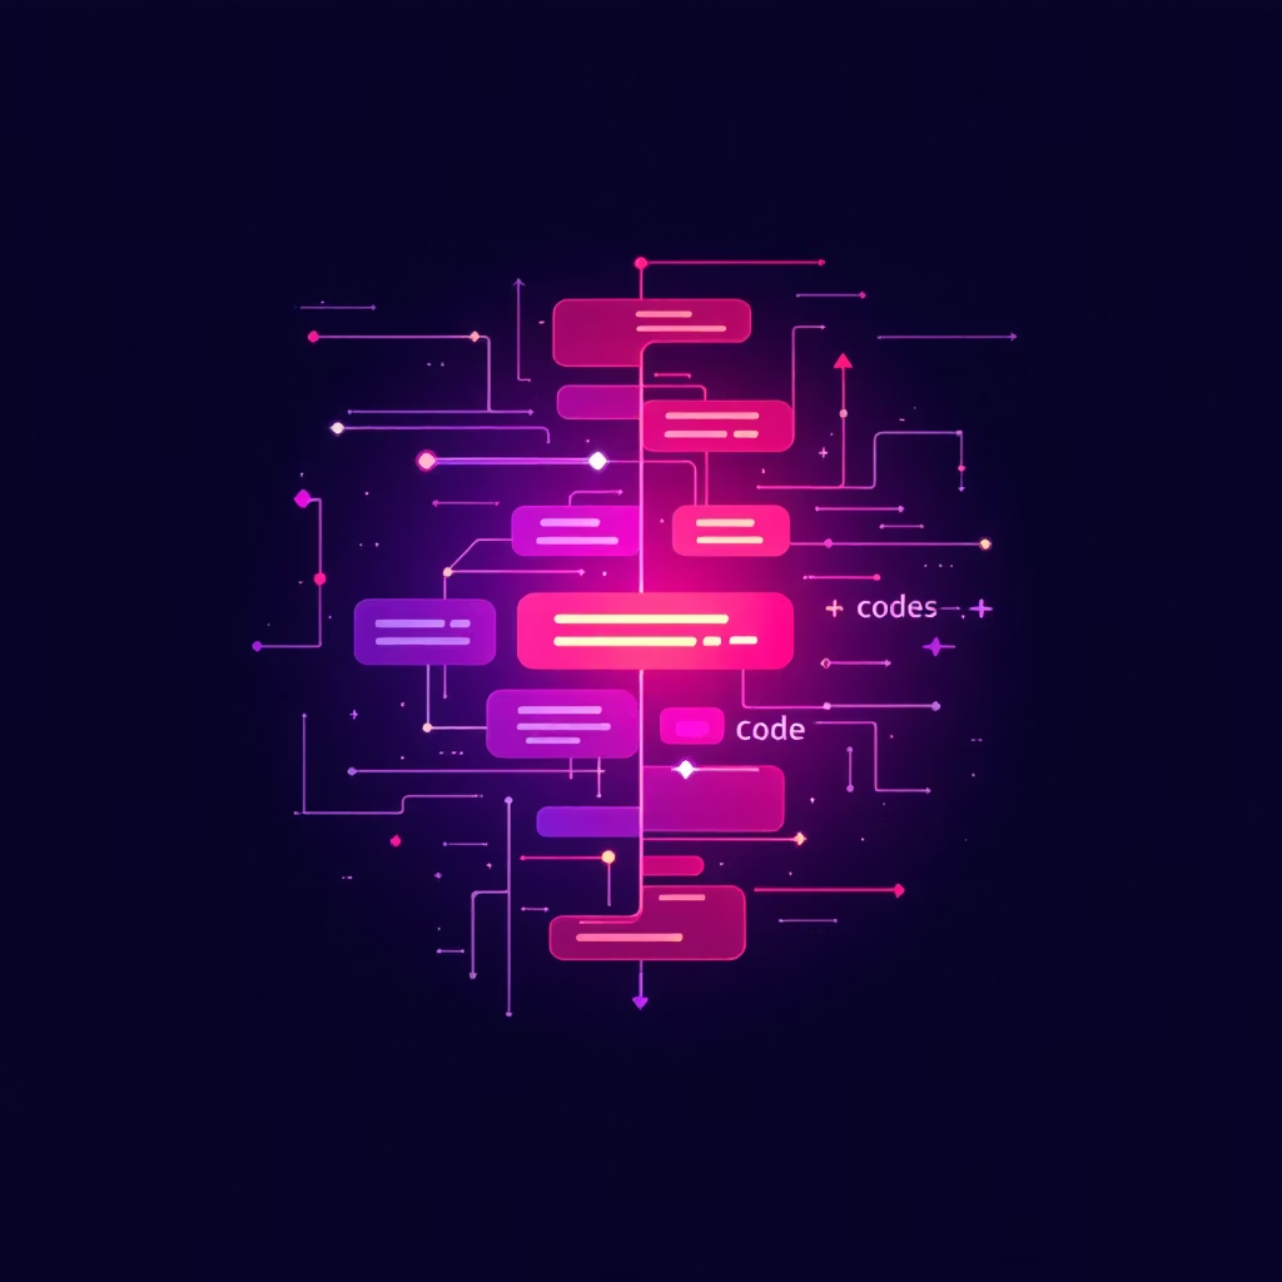 + codes +
code